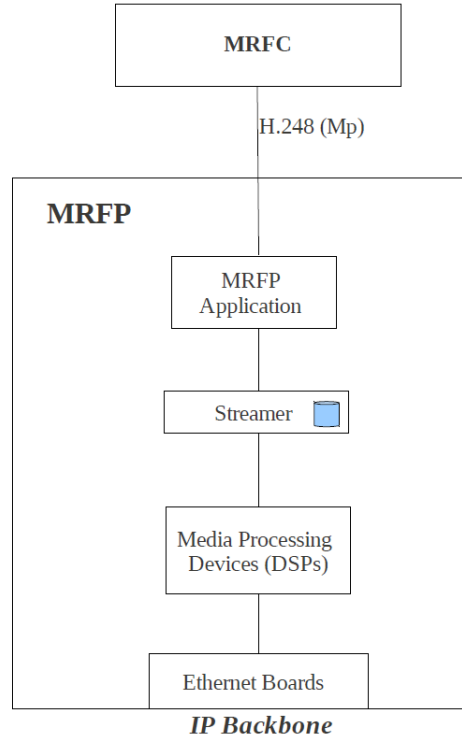 MRFC
H.248 (Mp)
MRFP
MRFP
Application
Streamer
Media Processing
Devices (DSPs)
Ethernet Boards
IP Backbone